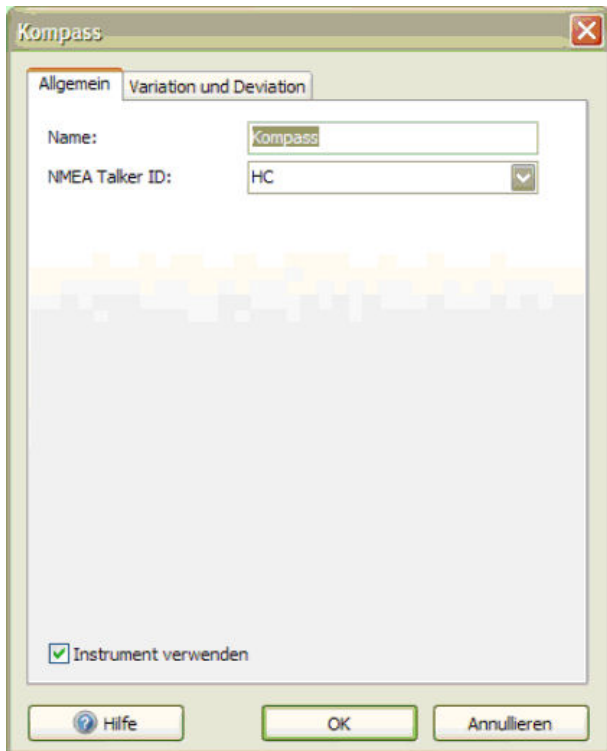 Kompass
Allgemein
Variation und Deviation
Name: Kompass
NMEA Talker ID: HC
Instrument verwenden
Hilfe
OK
Annullieren